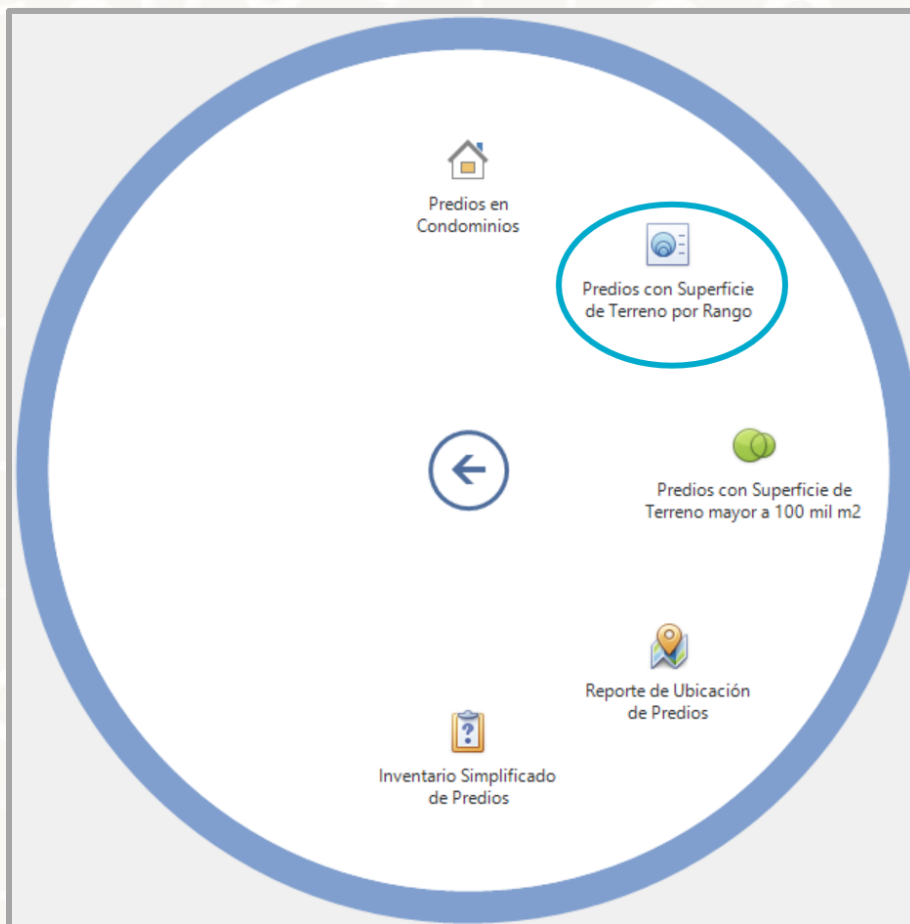 Predios en
Condominios
Predios con Superficie
de Terreno por Rango
Predios con Superficie de
Terreno mayor a 100 mil m2
Reporte de Ubicación
de Predios
Inventario Simplificado
de Predios